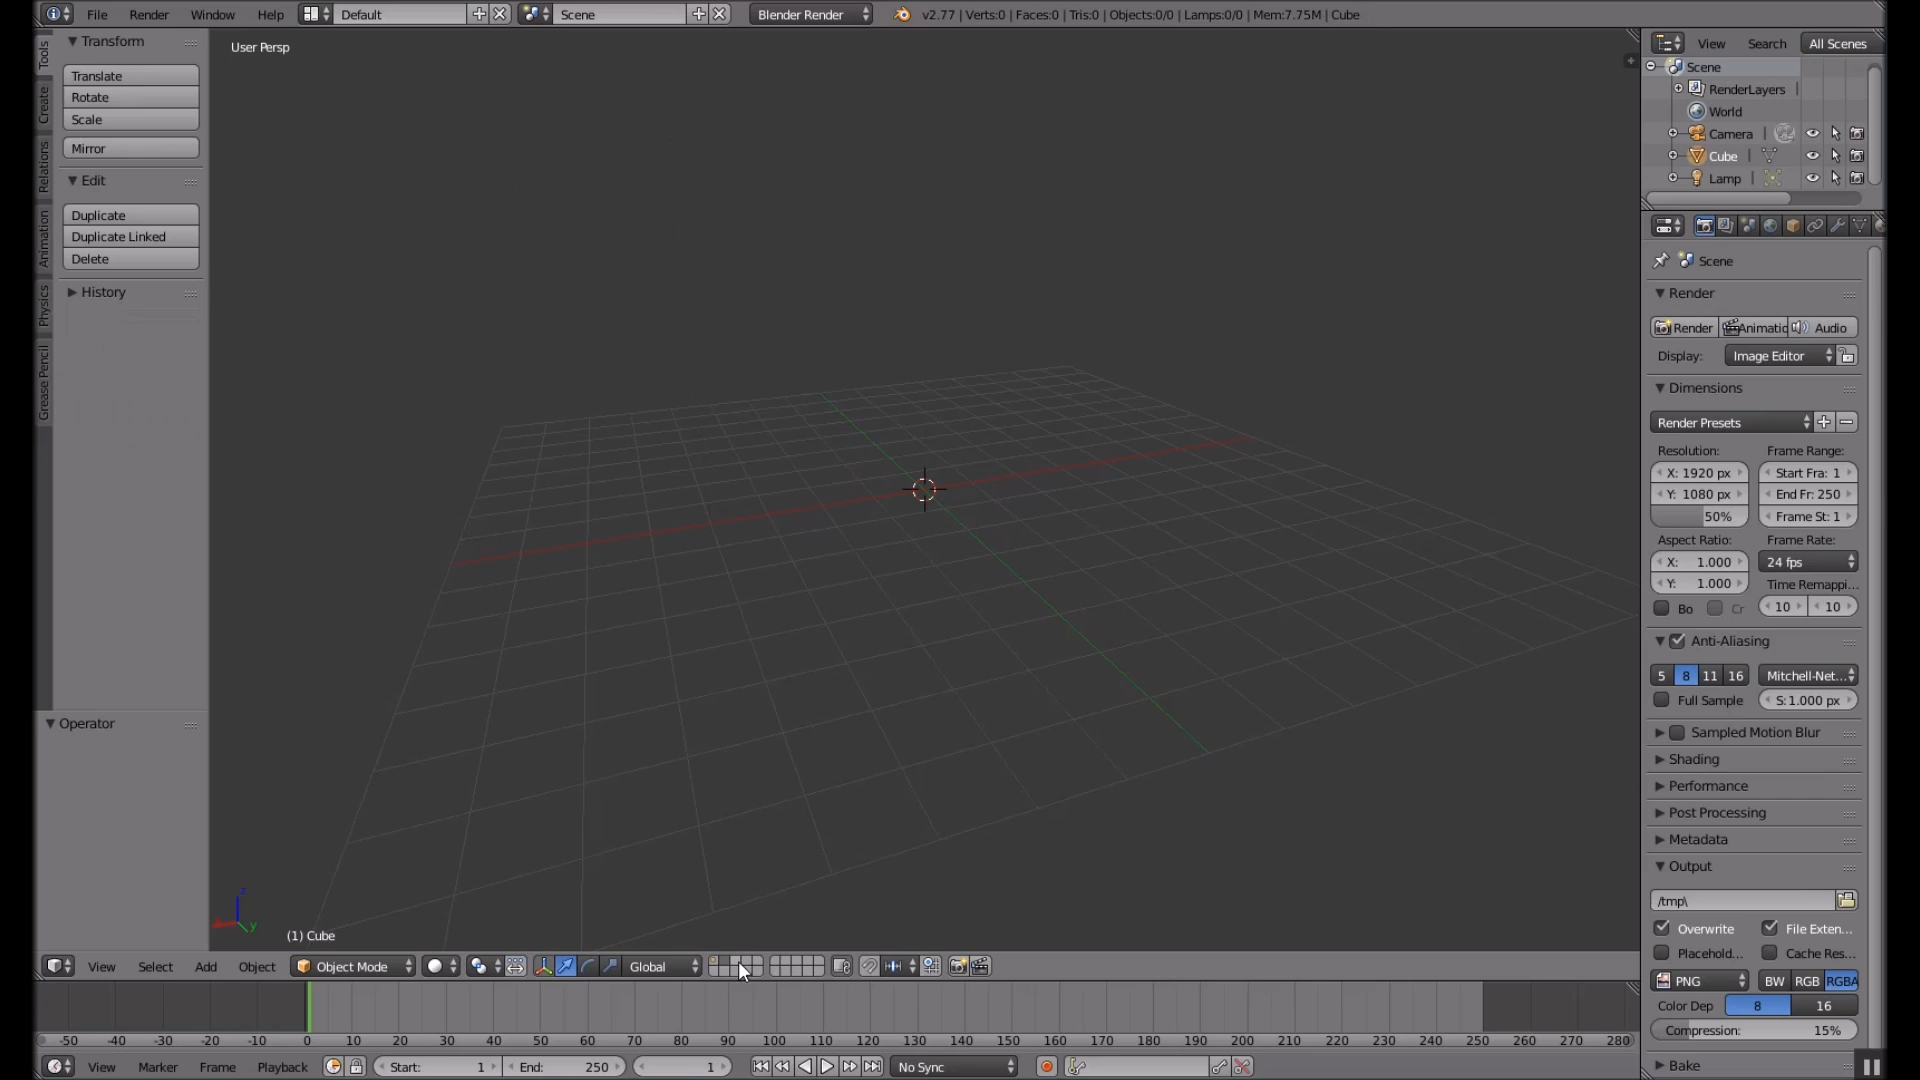 File Render Window Help Default Scene Blender Render v2.77 | Verts:0 | Faces:0 | Tris:0 | Objects:0/0 | Lamps:0/0 | Mem:7.75M | Cube
Tools
Create
Relations
Animation
Physics
Grease Pencil
Transform
Translate
Rotate
Scale
Mirror
Edit
Duplicate
Duplicate Linked
Delete
History
Operator
User Persp
z
y
(1) Cube
View Search All Scenes
Scene
RenderLayers
World
Camera
Cube
Lamp
Scene
Render
Render Animatic Audio
Display: Image Editor
Dimensions
Render Presets
Resolution: Frame Range:
X: 1920 px Start Fra: 1
Y: 1080 px End Fr: 250
50% Frame St: 1
Aspect Ratio: Frame Rate:
X: 1.000 24 fps
Y: 1.000 Time Remappi...
Bo Cr 10 10
Anti-Aliasing
5 8 11 16 Mitchell-Net...
Full Sample S:1.000 px
Sampled Motion Blur
Shading
Performance
Post Processing
Metadata
Output
/tmp\
Overwrite File Exten...
Placehold... Cache Res...
PNG BW RGB RGBA
Color Dep 8 16
Compression: 15%
Bake
View Select Add Object Object Mode Global
-50 -40 -30 -20 -10 0 10 20 30 40 50 60 70 80 90 100 110 120 130 140 150 160 170 180 190 200 210 220 230 240 250 260 270 280
View Marker Frame Playback Start: 1 End: 250 1 No Sync